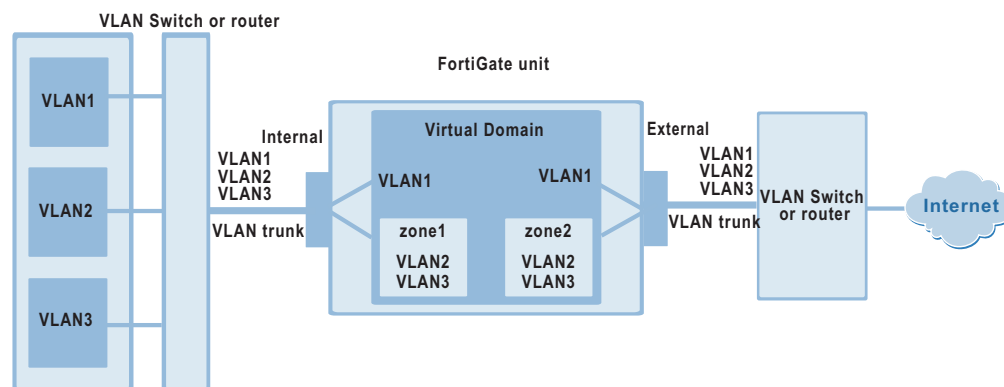 VLAN Switch or router
FortiGate unit
VLAN1
VLAN2
VLAN3
Internal
VLAN1
VLAN2
VLAN3
VLAN trunk
Virtual Domain
VLAN1
zone1
VLAN2
VLAN3
VLAN1
zone2
VLAN2
VLAN3
External
VLAN1
VLAN2
VLAN3
VLAN trunk
VLAN Switch
or router
Internet